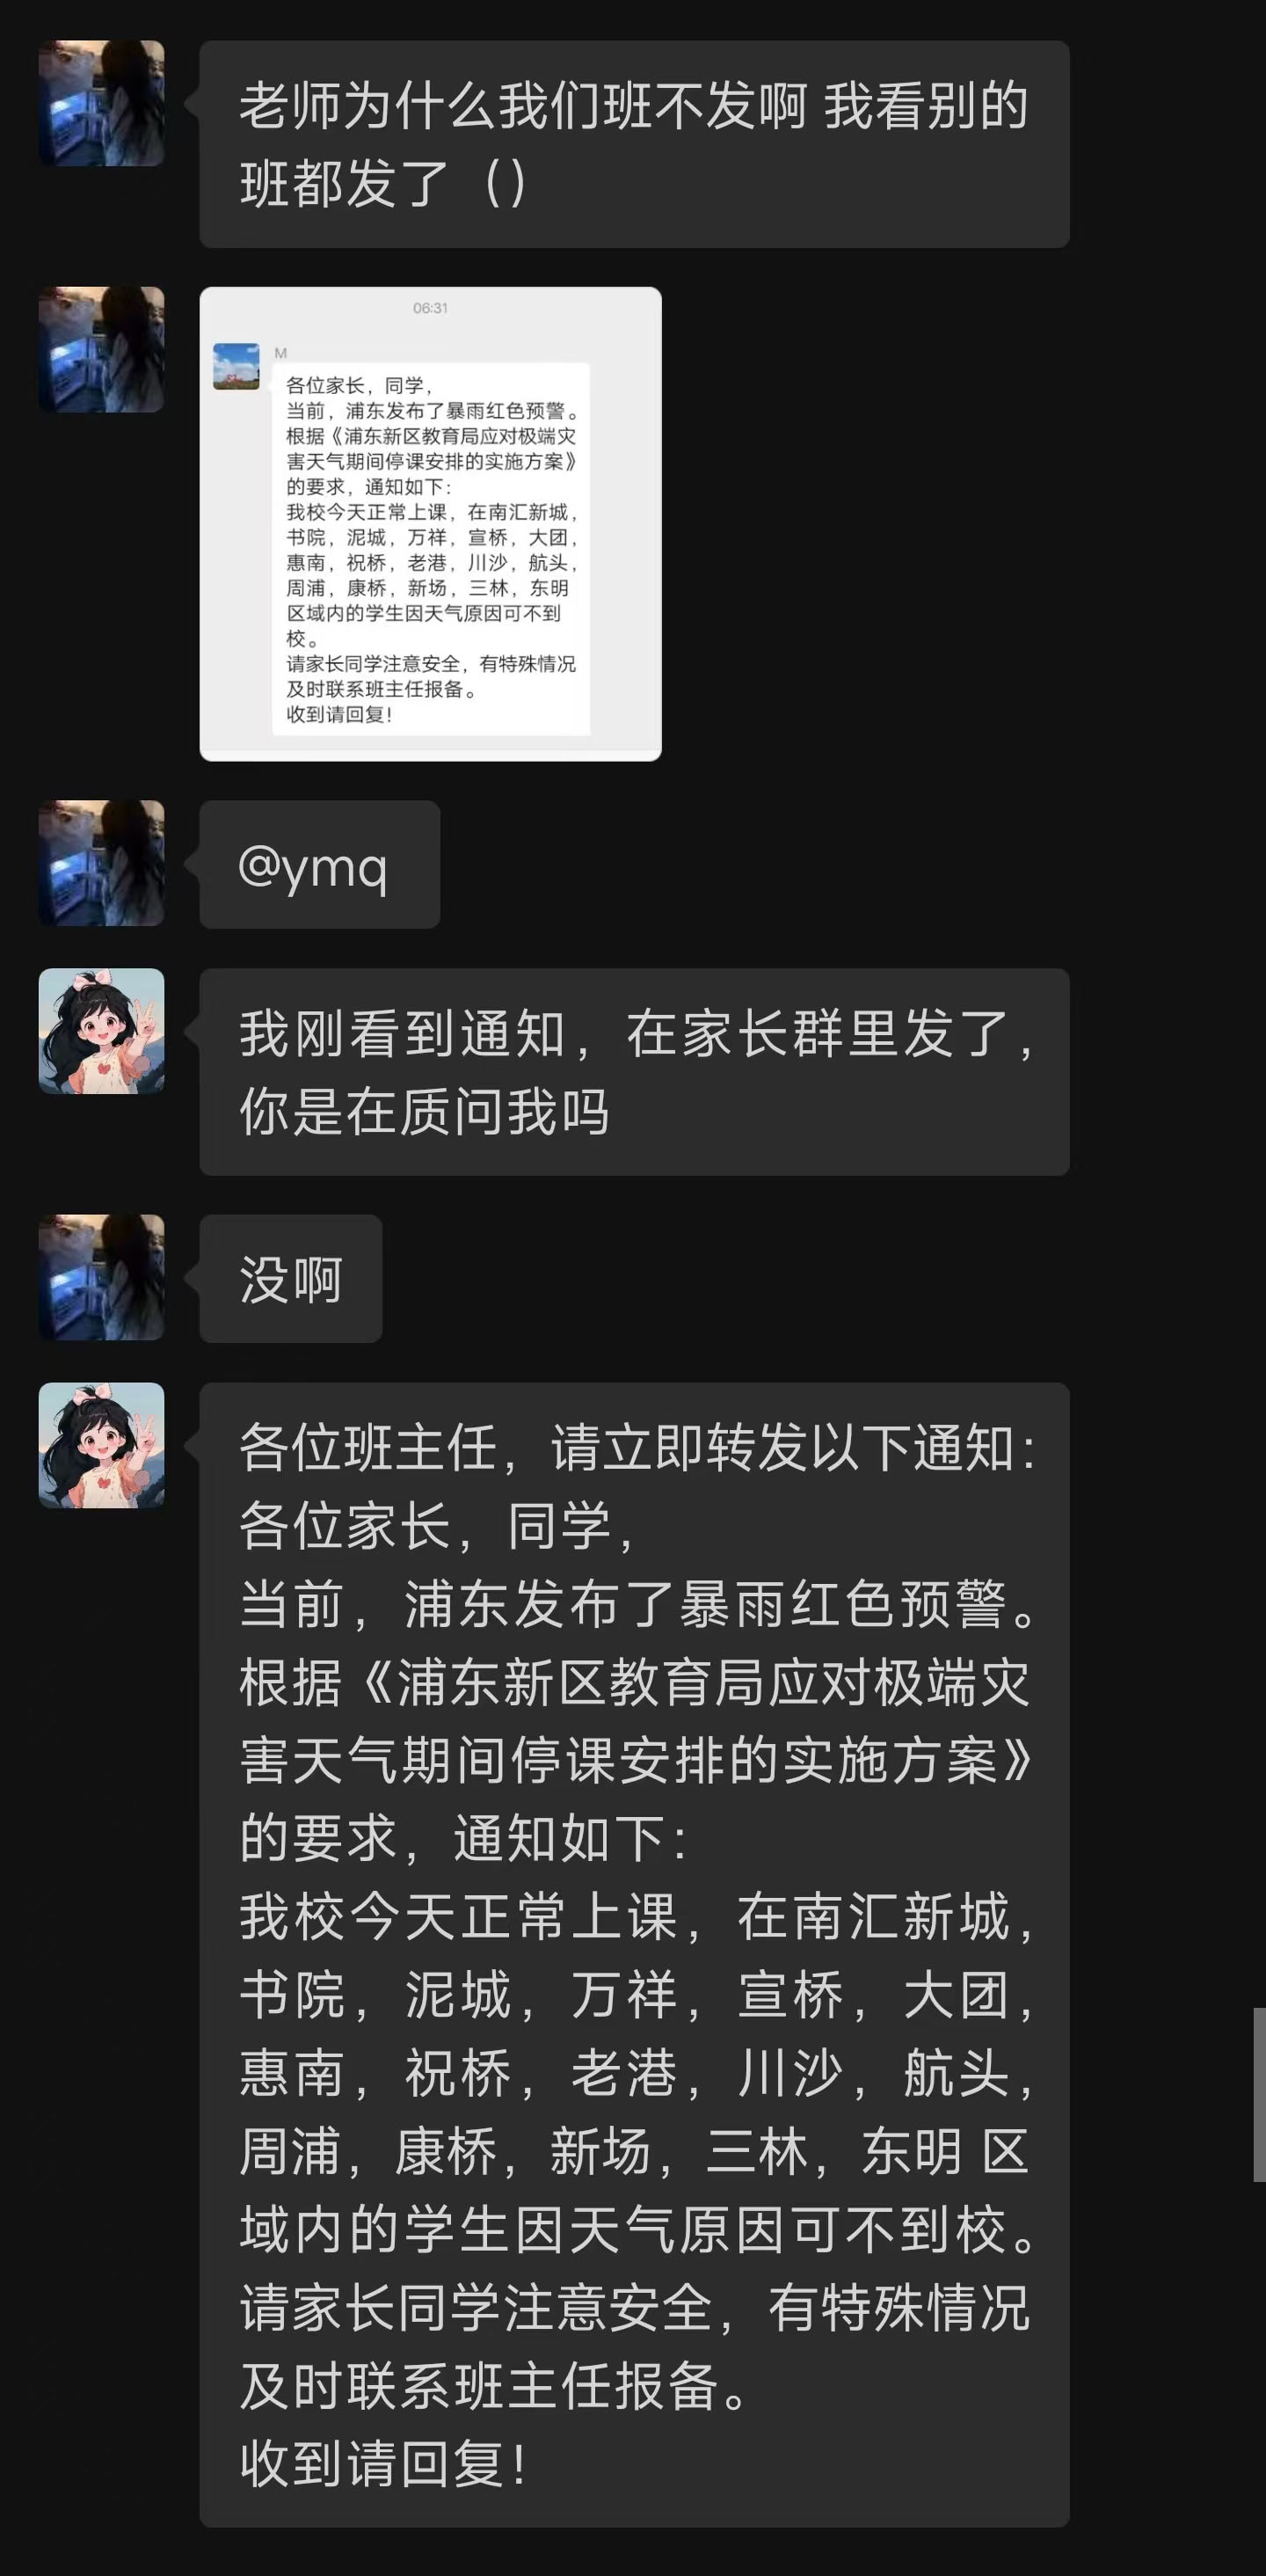 老师为什么我们班不发啊 我看别的
班都发了（）
06:31
M
各位家长，同学，
当前，浦东发布了暴雨红色预警。
根据《浦东新区教育局应对极端灾
害天气期间停课安排的实施方案》
的要求，通知如下：
我校今天正常上课，在南汇新城，
书院，泥城，万祥，宣桥，大团，
惠南，祝桥，老港，川沙，航头，
周浦，康桥，新场，三林，东明
区域内的学生因天气原因可不到
校。
请家长同学注意安全，有特殊情况
及时联系班主任报备。
收到请回复！
@ymq
我刚看到通知，在家长群里发了，
你是在质问我吗
没啊
各位班主任，请立即转发以下通知：
各位家长，同学，
当前，浦东发布了暴雨红色预警。
根据《浦东新区教育局应对极端灾
害天气期间停课安排的实施方案》
的要求，通知如下：
我校今天正常上课，在南汇新城，
书院，泥城，万祥，宣桥，大团，
惠南，祝桥，老港，川沙，航头，
周浦，康桥，新场，三林，东明 区
域内的学生因天气原因可不到校。
请家长同学注意安全，有特殊情况
及时联系班主任报备。
收到请回复！